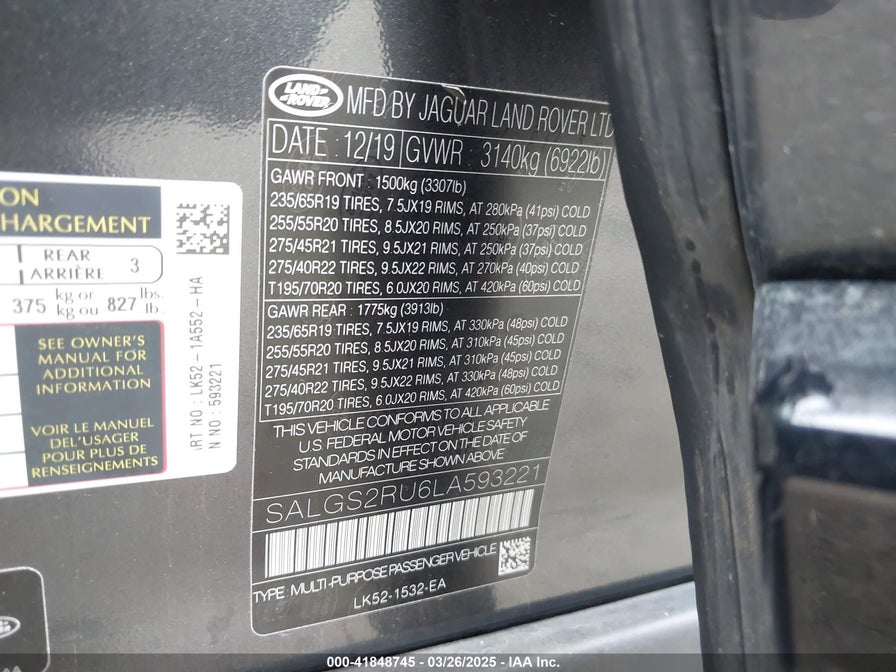 LAND
ROVER
MFD BY JAGUAR LAND ROVER LTD
DATE : 12/19 GVWR : 3140kg (6922lb)
GAWR FRONT : 1500kg (3307lb)
235/65R19 TIRES, 7.5JX19 RIMS, AT 280kPa (41psi) COLD
255/55R20 TIRES, 8.5JX20 RIMS, AT 250kPa (37psi) COLD
275/45R21 TIRES, 9.5JX21 RIMS, AT 250kPa (37psi) COLD
275/40R22 TIRES, 9.5JX22 RIMS, AT 270kPa (40psi) COLD
T195/70R20 TIRES, 6.0JX20 RIMS, AT 420kPa (60psi) COLD
GAWR REAR : 1775kg (3913lb)
235/65R19 TIRES, 7.5JX19 RIMS, AT 330kPa (48psi) COLD
255/55R20 TIRES, 8.5JX20 RIMS, AT 310kPa (45psi) COLD
275/45R21 TIRES, 9.5JX21 RIMS, AT 310kPa (45psi) COLD
275/40R22 TIRES, 9.5JX22 RIMS, AT 330kPa (48psi) COLD
T195/70R20 TIRES, 6.0JX20 RIMS, AT 420kPa (60psi) COLD
THIS VEHICLE CONFORMS TO ALL APPLICABLE
U.S. FEDERAL MOTOR VEHICLE SAFETY
STANDARDS IN EFFECT ON THE DATE OF
MANUFACTURE SHOWN ABOVE
SALGS2RU6LA593221
TYPE : MULTI-PURPOSE PASSENGER VEHICLE
LK52-1532-EA
ON
HARGEMENT
REAR
ARRIÈRE 3
375 kg or 827 lbs.
kg ou lb.
SEE OWNER'S
MANUAL FOR
ADDITIONAL
INFORMATION
VOIR LE MANUEL
DEL'USAGER
POUR PLUS DE
RENSEIGNEMENTS
RT NO : LK52 - 1A552 - HA
N NO : 593221
000-41848745 - 03/26/2025 - IAA Inc.